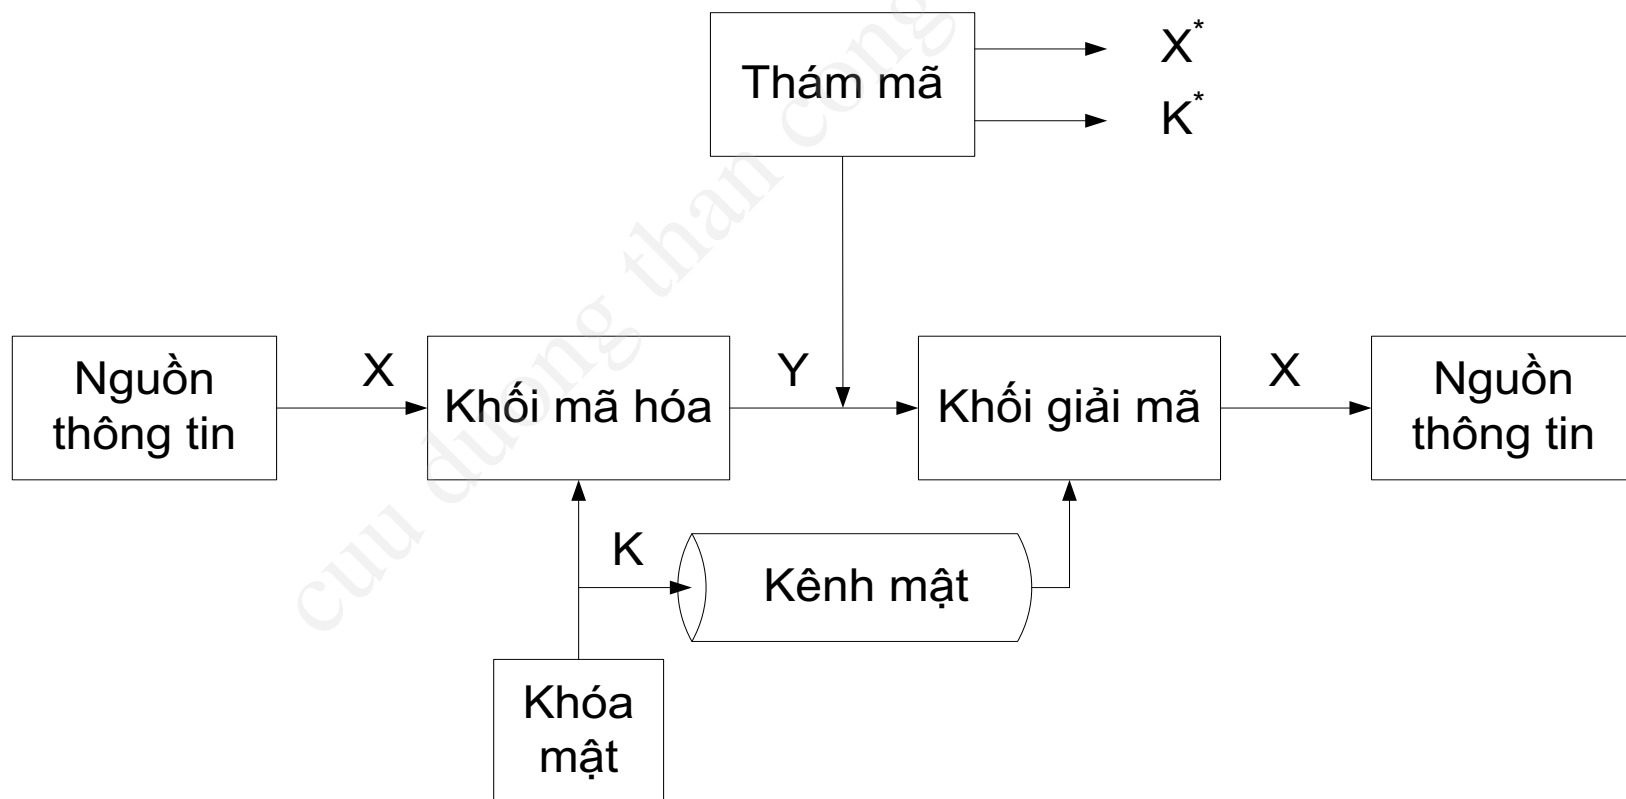 Thám mã
X*
K*
Nguồn
thông tin
X
Khối mã hóa
Y
Khối giải mã
X
Nguồn
thông tin
K
Kênh mật
Khóa
mật
cuu duong than cong